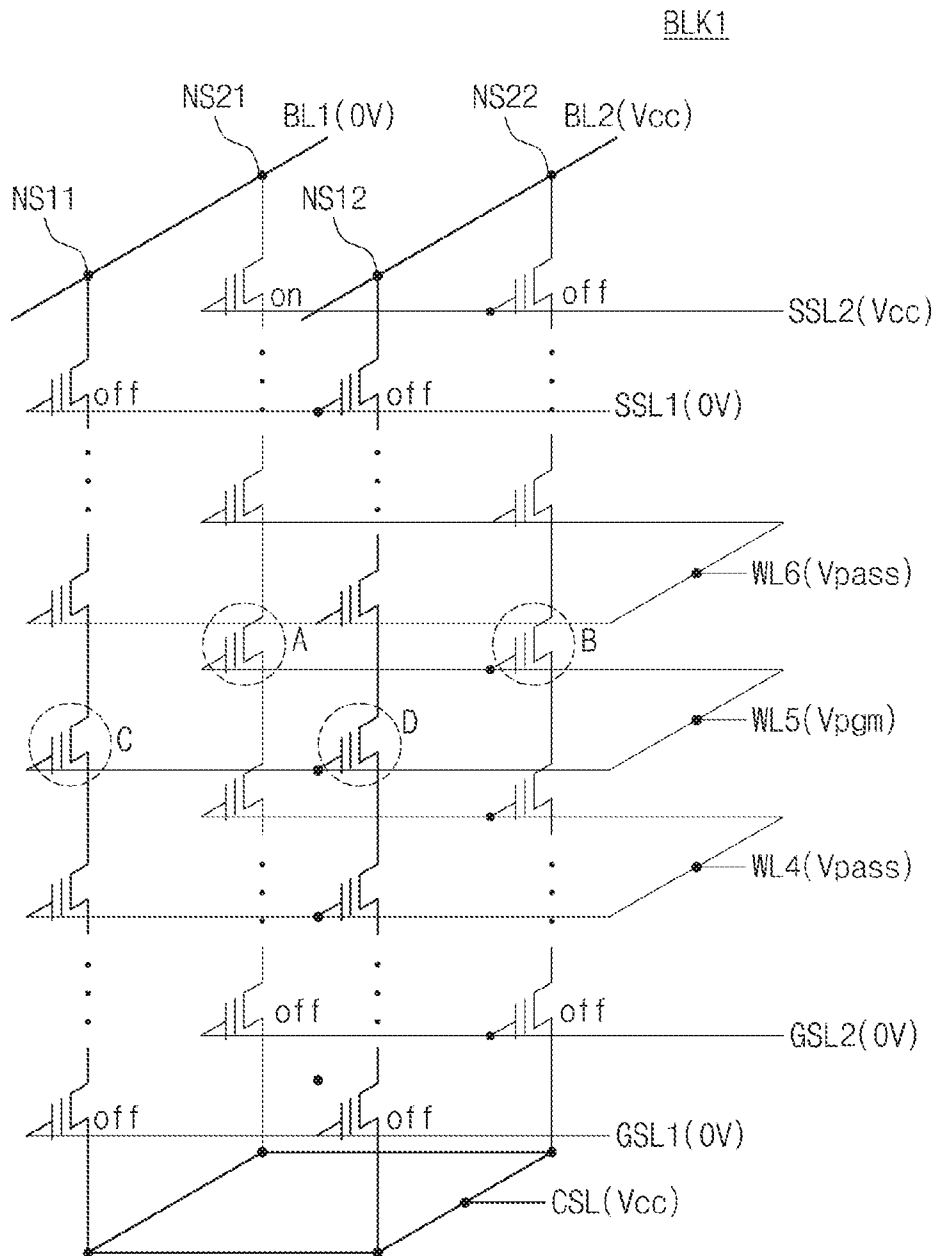 BLK1
NS21
BL1(0V)
NS22
BL2(Vcc)
NS11
NS12
on
off
SSL2(Vcc)
off
off
SSL1(0V)
WL6(Vpass)
A
B
WL5(Vpgm)
C
D
WL4(Vpass)
off
off
GSL2(0V)
off
off
GSL1(0V)
CSL(Vcc)